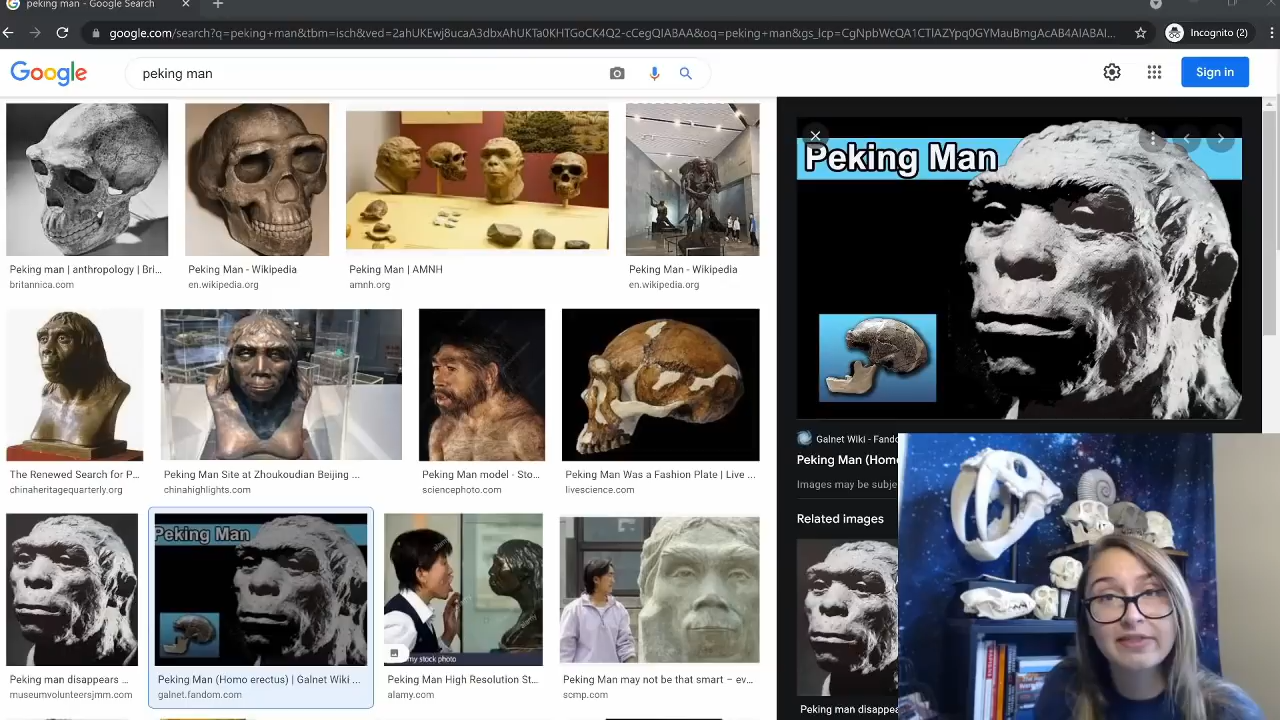 peking man - Google Search
google.com/search?q=peking+man&tbm=isch&ved=2ahUKEwj8ucaA3dbxAhUKTa0KHTGoCK4Q2-cCegQIABAA&oq=peking+man&gs_lcp=CgNpbWcQA1CTlAZYpq0GYMauBmgAcAB4AIABAI...
Incognito (2)
Google
peking man
Sign in
Peking Man
Peking man | anthropology | Bri...
britannica.com
Peking Man - Wikipedia
en.wikipedia.org
Peking Man | AMNH
amnh.org
Peking Man - Wikipedia
en.wikipedia.org
The Renewed Search for P...
chinaheritagequarterly.org
Peking Man Site at Zhoukoudian Beijing ...
chinahighlights.com
Peking Man model - Sto...
sciencephoto.com
Peking Man Was a Fashion Plate | Live ...
livescience.com
Galnet Wiki - Fando
Peking Man (Hom
Images may be subje
Related images
Peking Man
my stock photo
Peking man disappears ...
museumvolunteersjmm.com
Peking Man (Homo erectus) | Galnet Wiki ...
galnet.fandom.com
Peking Man High Resolution St...
alamy.com
Peking Man may not be that smart – ev...
scmp.com
Peking man disappea